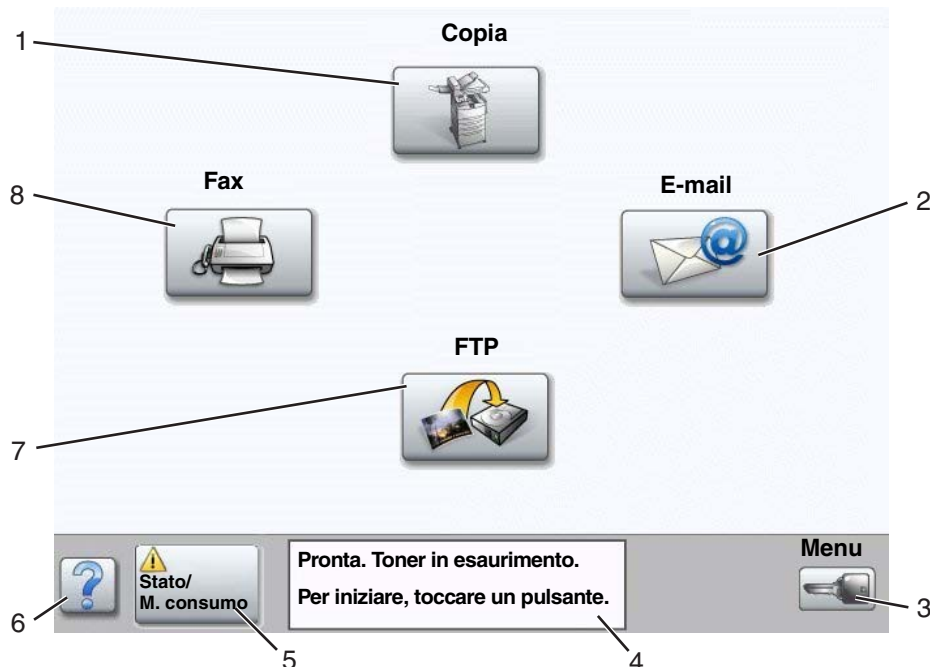 Copia
1
Fax
8
E-mail
2
@
FTP
7
Pronta. Toner in esaurimento.
Per iniziare, toccare un pulsante.
Menu
?
Stato/
M. consumo
6
5
4
3